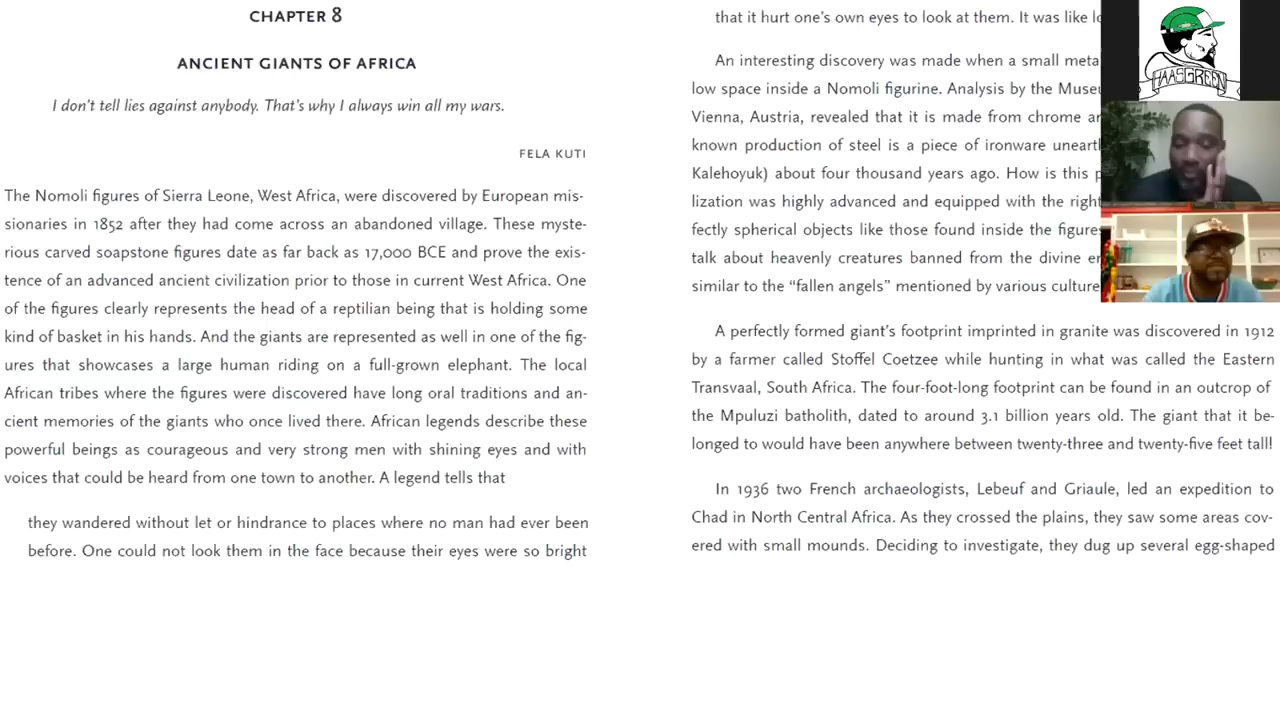 CHAPTER 8
ANCIENT GIANTS OF AFRICA
I don't tell lies against anybody. That's why I always win all my wars.
FELA KUTI
The Nomoli figures of Sierra Leone, West Africa, were discovered by European mis-
sionaries in 1852 after they had come across an abandoned village. These myste-
rious carved soapstone figures date as far back as 17,000 BCE and prove the exis-
tence of an advanced ancient civilization prior to those in current West Africa. One
of the figures clearly represents the head of a reptilian being that is holding some
kind of basket in his hands. And the giants are represented as well in one of the fig-
ures that showcases a large human riding on a full-grown elephant. The local
African tribes where the figures were discovered have long oral traditions and an-
cient memories of the giants who once lived there. African legends describe these
powerful beings as courageous and very strong men with shining eyes and with
voices that could be heard from one town to another. A legend tells that
they wandered without let or hindrance to places where no man had ever been
before. One could not look them in the face because their eyes were so bright
that it hurt one's own eyes to look at them. It was like
An interesting discovery was made when a small meta
low space inside a Nomoli figurine. Analysis by the Museu
Vienna, Austria, revealed that it is made from chrome
known production of steel is a piece of ironware uneart
Kalehoyuk) about four thousand years ago. How is this
lization was highly advanced and equipped with the right
fectly spherical objects like those found inside the figures
talk about heavenly creatures banned from the divine
similar to the "fallen angels" mentioned by various culture
A perfectly formed giant's footprint imprinted in granite was discovered in 1912
by a farmer called Stoffel Coetzee while hunting in what was called the Eastern
Transvaal, South Africa. The four-foot-long footprint can be found in an outcrop of
the Mpuluzi batholith, dated to around 3.1 billion years old. The giant that it be-
longed to would have been anywhere between twenty-three and twenty-five feet tall!
In 1936 two French archaeologists, Lebeuf and Griaule, led an expedition to
Chad in North Central Africa. As they crossed the plains, they saw some areas cov-
ered with small mounds. Deciding to investigate, they dug up several egg-shaped
HAASGREEN